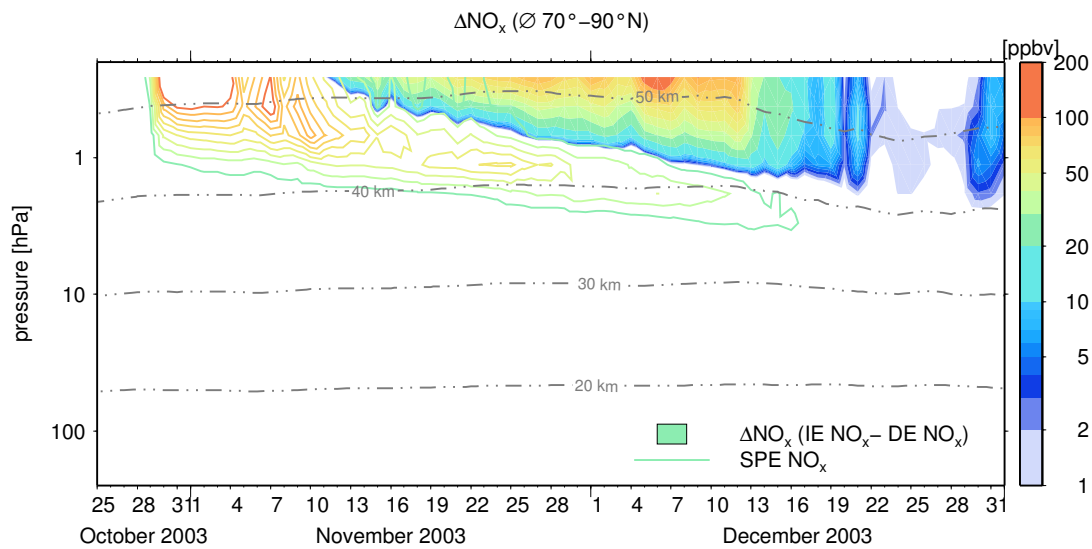 ΔNOₓ (∅ 70°−90°N)
[ppbv]
200
100
50
20
10
5
2
1
pressure [hPa]
1
10
100
50 km
40 km
30 km
20 km
ΔNOₓ (IE NOₓ− DE NOₓ)
SPE NOₓ
25 28 31 4 7 10 13 16 19 22 25 28 1 4 7 10 13 16 19 22 25 28 31
October 2003 November 2003 December 2003